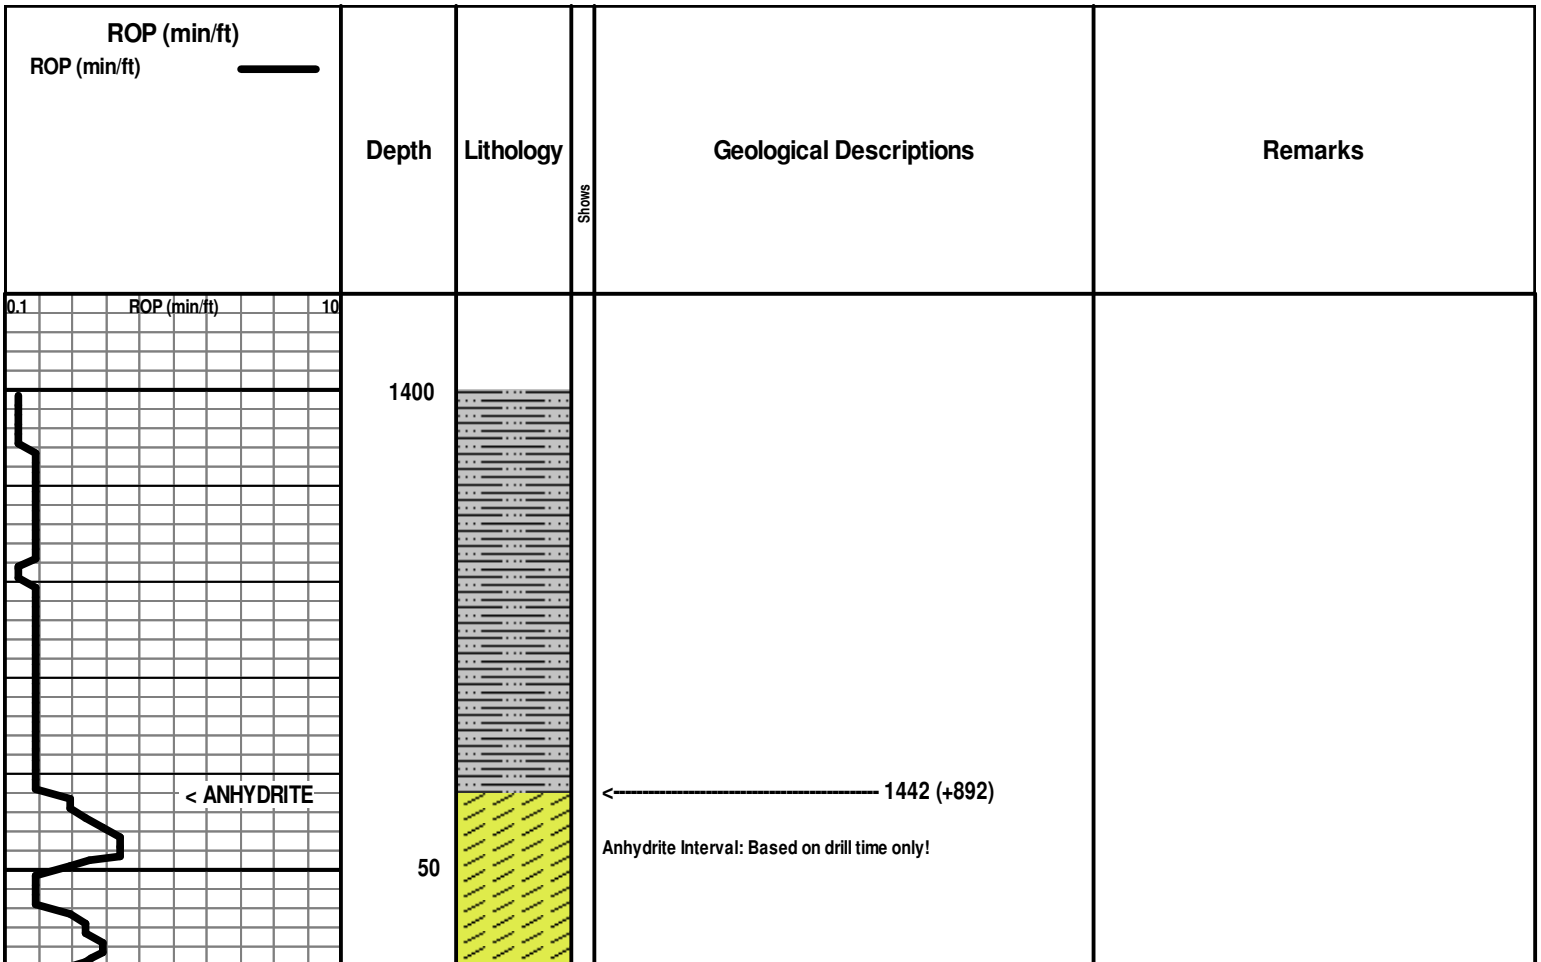 ROP (min/ft)
ROP (min/ft)
Depth
Lithology
Shows
Geological Descriptions
Remarks
0.1 ROP (min/ft) 10
1400
< ANHYDRITE
<---------------------------------------------- 1442 (+892)
Anhydrite Interval: Based on drill time only!
50